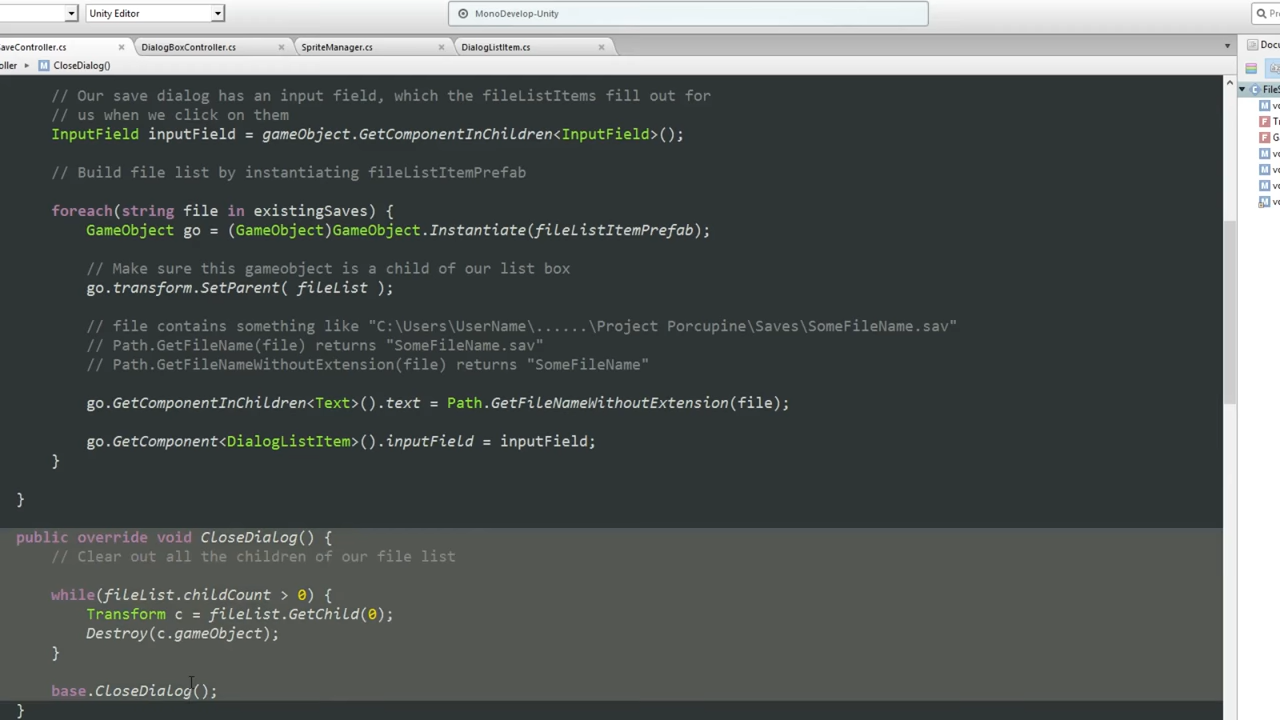 Unity Editor
MonoDevelop-Unity
aveController.cs
DialogBoxController.cs
SpriteManager.cs
DialogListItem.cs
Docu
oller
CloseDialog()
FileS
// Our save dialog has an input field, which the fileListItems fill out for
// us when we click on them
InputField inputField = gameObject.GetComponentInChildren<InputField>();
// Build file list by instantiating fileListItemPrefab
foreach(string file in existingSaves) {
GameObject go = (GameObject)GameObject.Instantiate(fileListItemPrefab);
// Make sure this gameobject is a child of our list box
go.transform.SetParent( fileList );
// file contains something like "C:\Users\UserName\......\Project Porcupine\Saves\SomeFileName.sav"
// Path.GetFileName(file) returns "SomeFileName.sav"
// Path.GetFileNameWithoutExtension(file) returns "SomeFileName"
go.GetComponentInChildren<Text>().text = Path.GetFileNameWithoutExtension(file);
go.GetComponent<DialogListItem>().inputField = inputField;
}
}
public override void CloseDialog() {
// Clear out all the children of our file list
while(fileList.childCount > 0) {
Transform c = fileList.GetChild(0);
Destroy(c.gameObject);
}
base.CloseDialog();
}